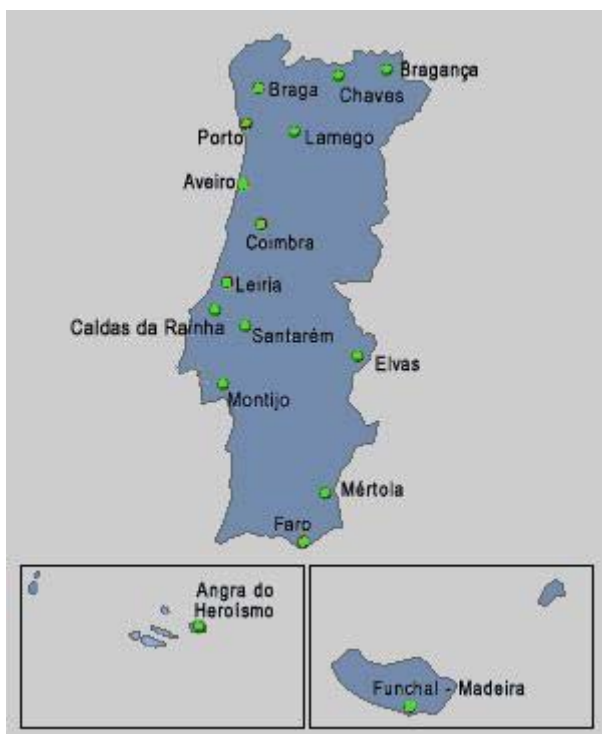 Bragança
Braga
Chaves
Porto
Lamego
Aveiro
Coimbra
Leiria
Caldas da Raínha
Santarém
Elvas
Montijo
Mértola
Faro
Angra do
Heroísmo
Funchal - Madeira